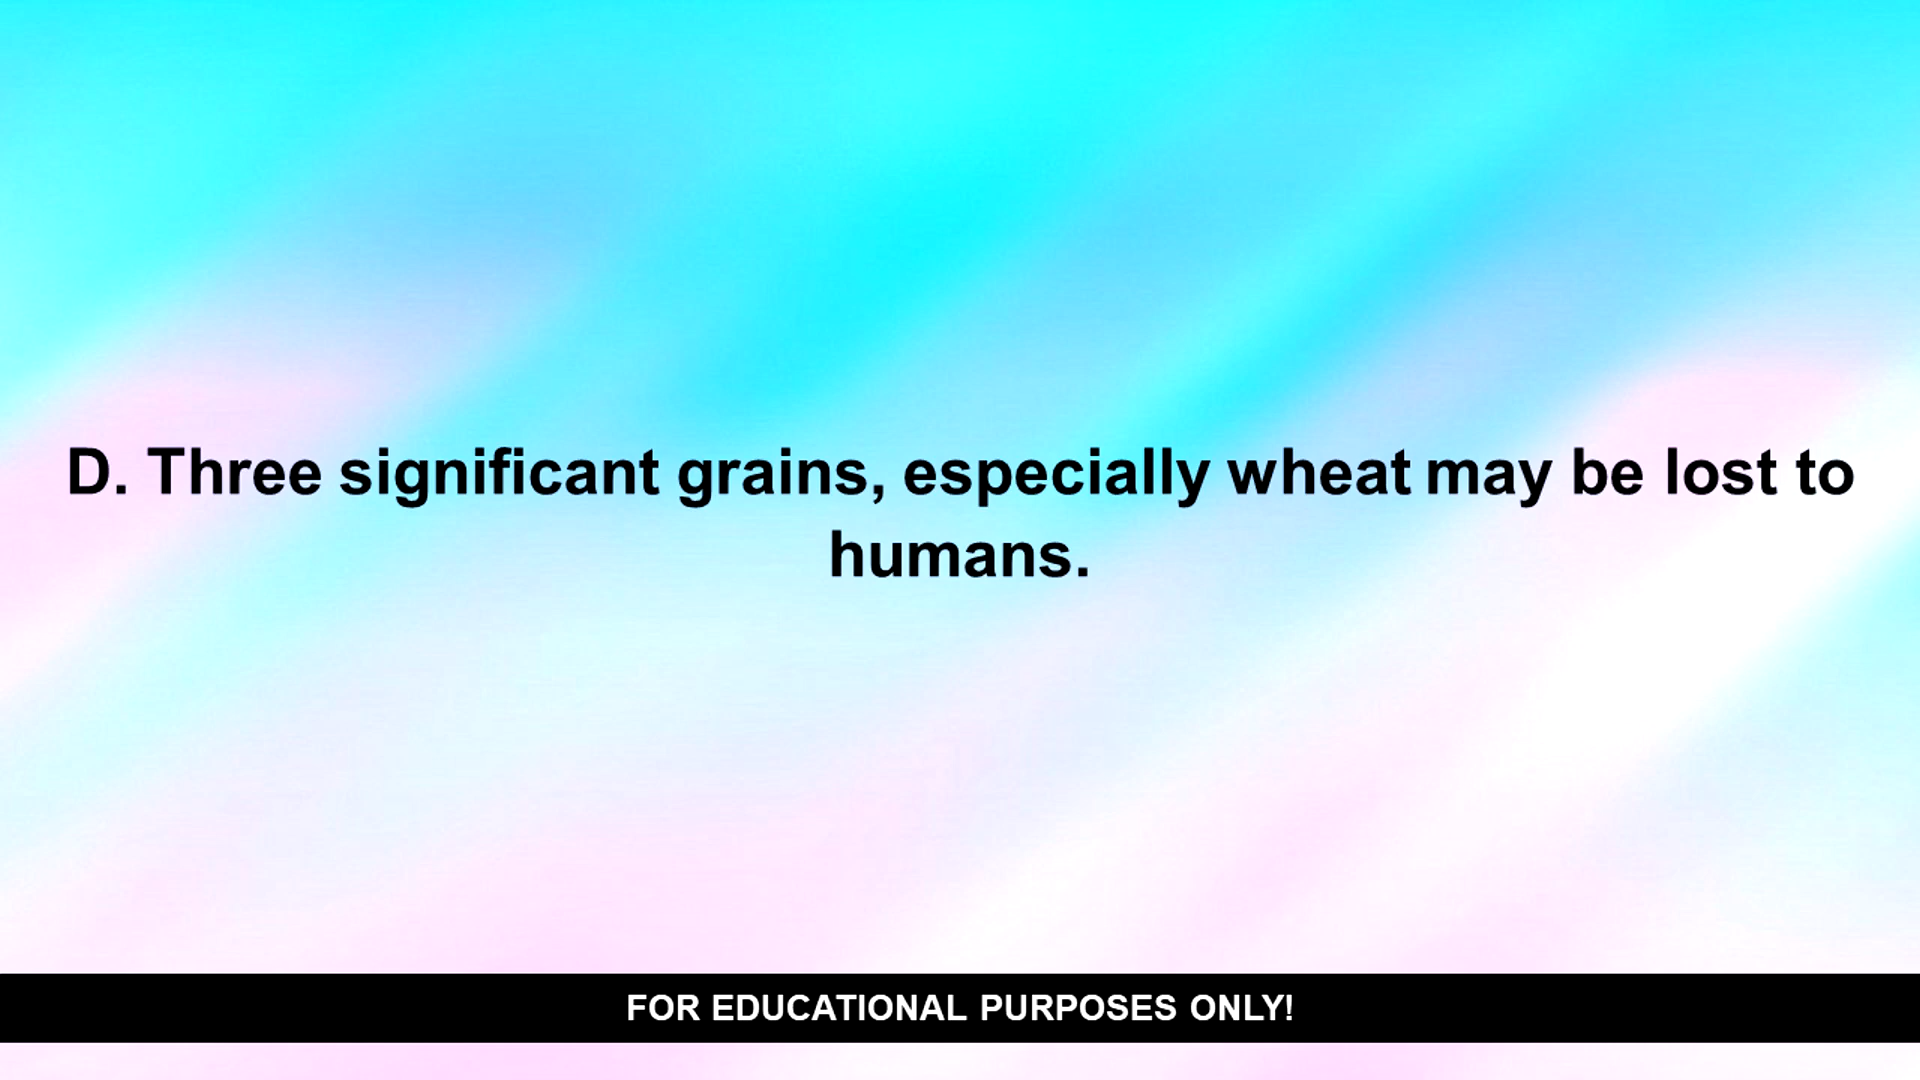 D. Three significant grains, especially wheat may be lost to
humans.
FOR EDUCATIONAL PURPOSES ONLY!